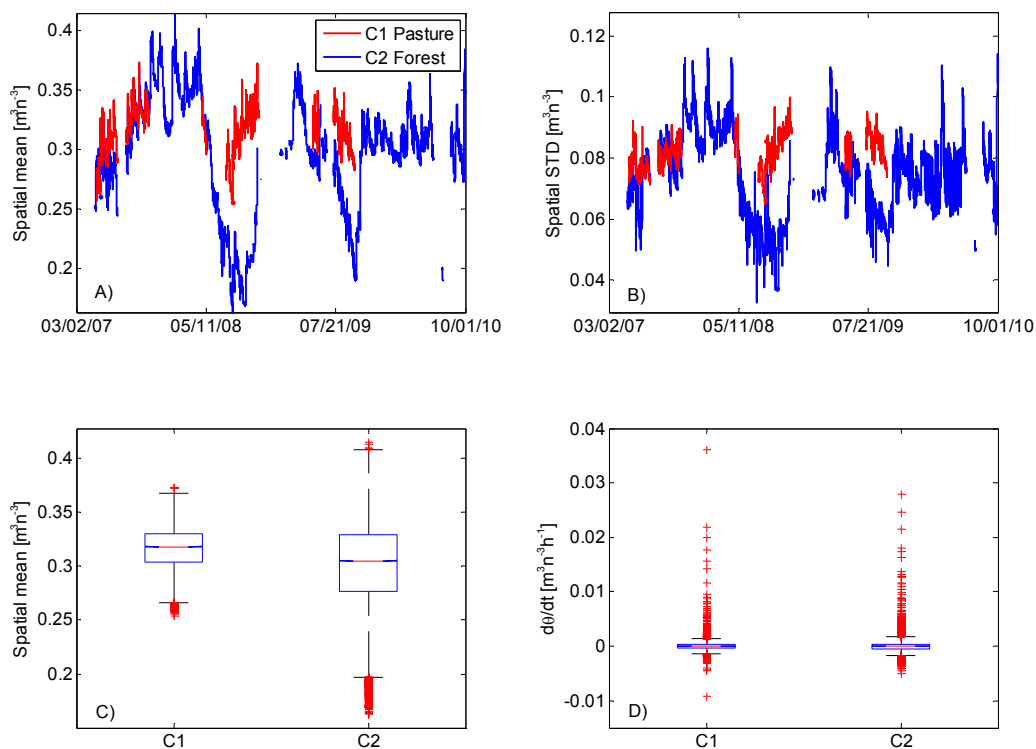 0.4
0.35
0.3
0.25
0.2
Spatial mean [m³n⁻³]
C1 Pasture
C2 Forest
A)
03/02/07 05/11/08 07/21/09 10/01/10
0.12
0.1
0.08
0.06
0.04
Spatial STD [m³n⁻³]
B)
03/02/07 05/11/08 07/21/09 10/01/10
0.4
0.35
0.3
0.25
0.2
Spatial mean [m³n⁻³]
C)
C1 C2
0.04
0.03
0.02
0.01
0
-0.01
dθ/dt [m³n⁻³h⁻¹]
D)
C1 C2